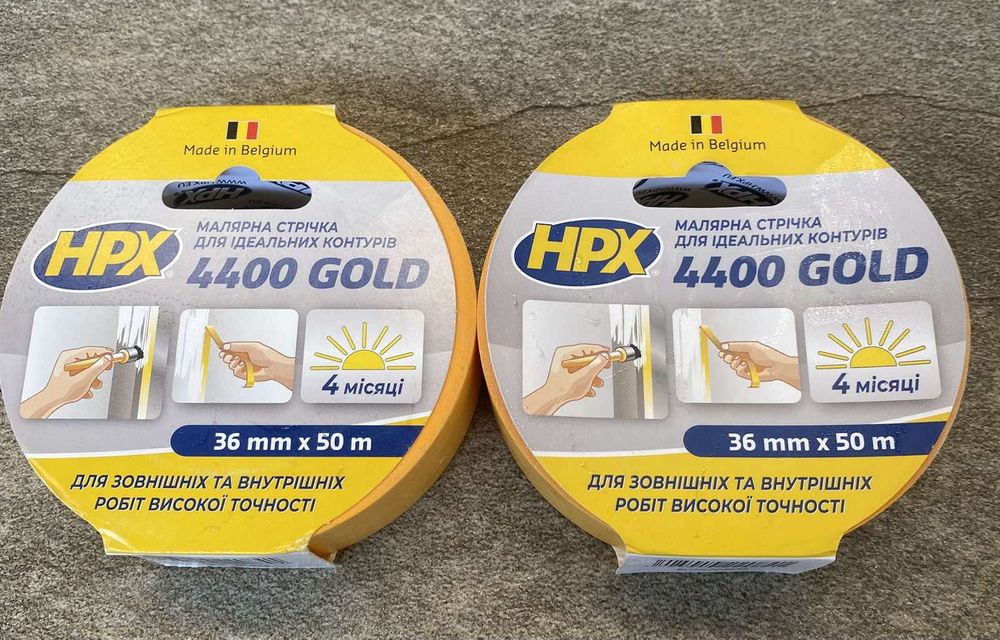 Made in Belgium
HPX
МАЛЯРНА СТРІЧКА
ДЛЯ ІДЕАЛЬНИХ КОНТУРІВ
4400 GOLD
4 місяці
36 mm x 50 m
ДЛЯ ЗОВНІШНІХ ТА ВНУТРІШНІХ
РОБІТ ВИСОКОЇ ТОЧНОСТІ
Made in Belgium
HPX
МАЛЯРНА СТРІЧКА
ДЛЯ ІДЕАЛЬНИХ КОНТУРІВ
4400 GOLD
4 місяці
36 mm x 50 m
ДЛЯ ЗОВНІШНІХ ТА ВНУТРІШНІХ
РОБІТ ВИСОКОЇ ТОЧНОСТІ